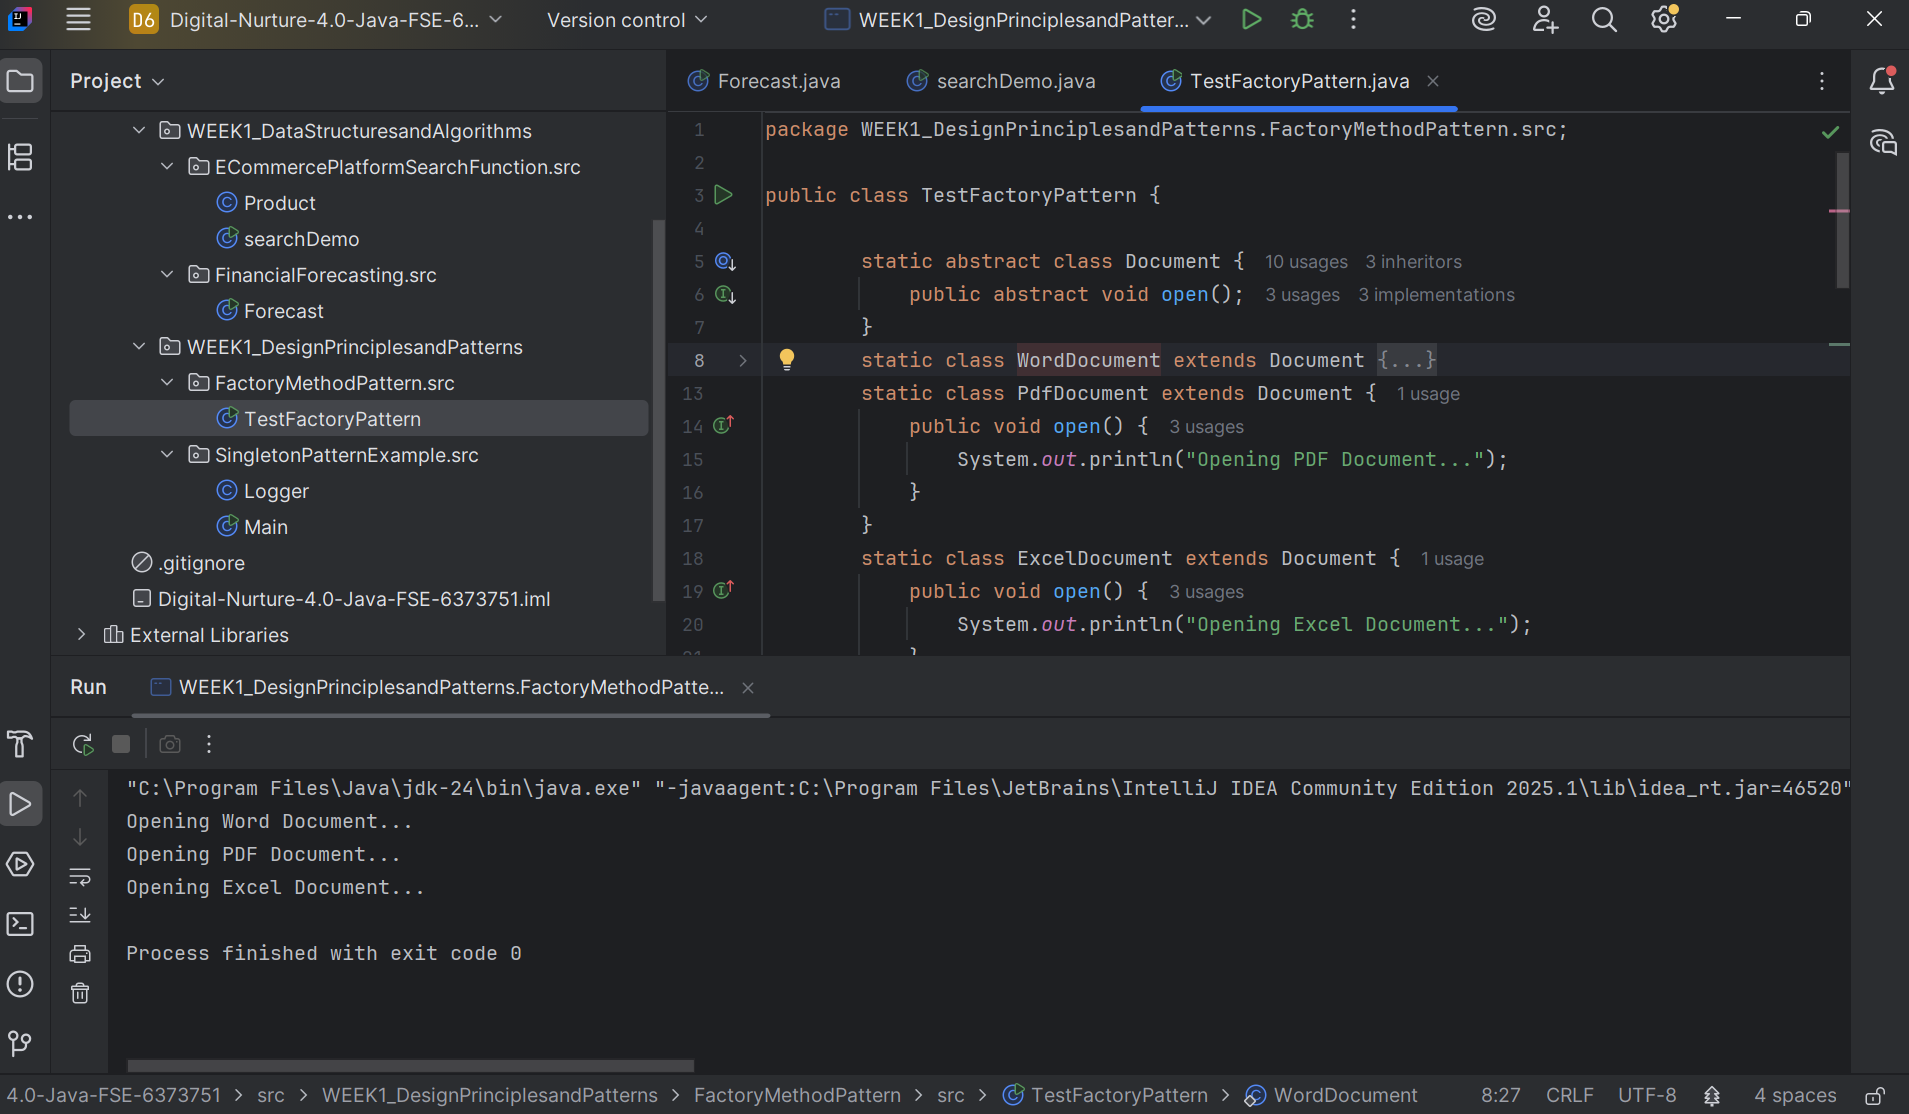 D6 Digital-Nurture-4.0-Java-FSE-6... Version control WEEK1_DesignPrinciplesandPatter...
Project
WEEK1_DataStructuresandAlgorithms
ECommercePlatformSearchFunction.src
Product
searchDemo
FinancialForecasting.src
Forecast
WEEK1_DesignPrinciplesandPatterns
FactoryMethodPattern.src
TestFactoryPattern
SingletonPatternExample.src
Logger
Main
.gitignore
Digital-Nurture-4.0-Java-FSE-6373751.iml
External Libraries
Forecast.java searchDemo.java TestFactoryPattern.java
1 package WEEK1_DesignPrinciplesandPatterns.FactoryMethodPattern.src;
2
3 public class TestFactoryPattern {
4
5 static abstract class Document { 10 usages 3 inheritors
6 public abstract void open(); 3 usages 3 implementations
7 }
8 static class WordDocument extends Document {...}
13 static class PdfDocument extends Document { 1 usage
14 public void open() { 3 usages
15 System.out.println("Opening PDF Document...");
16 }
17 }
18 static class ExcelDocument extends Document { 1 usage
19 public void open() { 3 usages
20 System.out.println("Opening Excel Document...");
Run WEEK1_DesignPrinciplesandPatterns.FactoryMethodPatte...
"C:\Program Files\Java\jdk-24\bin\java.exe" "-javaagent:C:\Program Files\JetBrains\IntelliJ IDEA Community Edition 2025.1\lib\idea_rt.jar=46520"
Opening Word Document...
Opening PDF Document...
Opening Excel Document...
Process finished with exit code 0
4.0-Java-FSE-6373751 > src > WEEK1_DesignPrinciplesandPatterns > FactoryMethodPattern > src > TestFactoryPattern > WordDocument 8:27 CRLF UTF-8 4 spaces